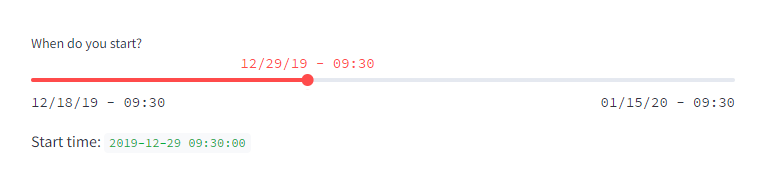 When do you start?
12/29/19 - 09:30
12/18/19 - 09:30 01/15/20 - 09:30
Start time: 2019-12-29 09:30:00